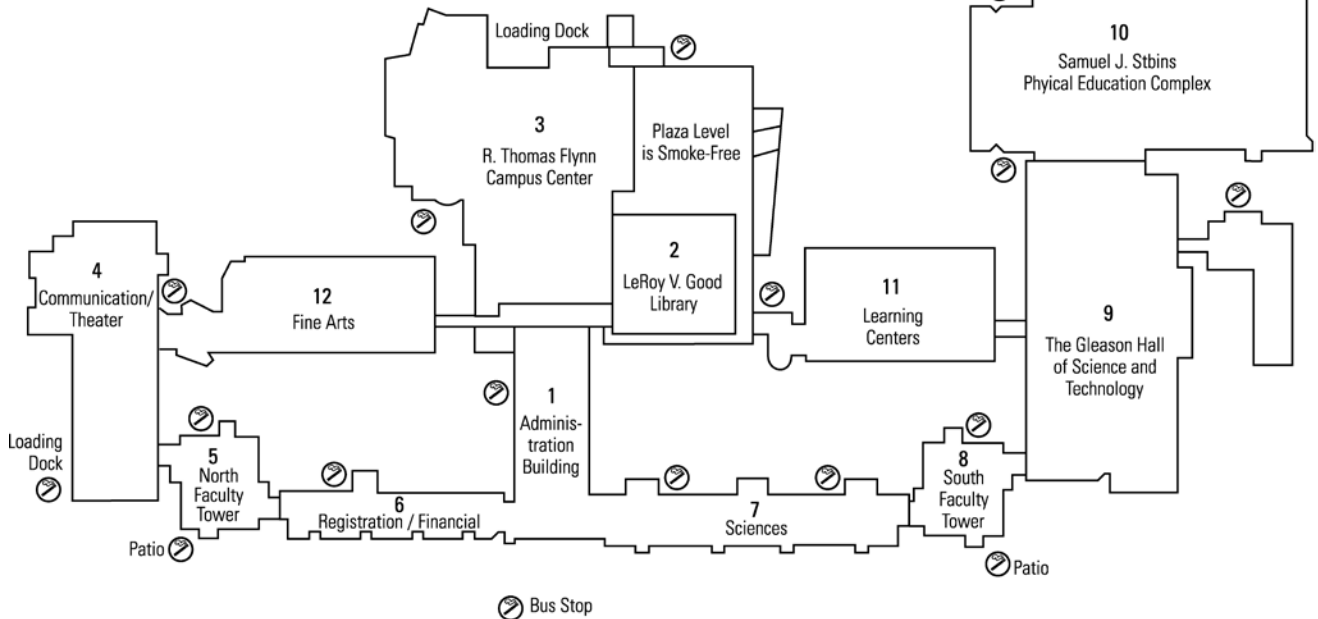 Loading Dock
10
Samuel J. Stbins
Phyical Education Complex
3
R. Thomas Flynn
Campus Center
Plaza Level
is Smoke-Free
2
LeRoy V. Good
Library
4
Communication/
Theater
12
Fine Arts
11
Learning
Centers
9
The Gleason Hall
of Science and
Technology
1
Adminis-
tration
Building
Loading
Dock
5
North
Faculty
Tower
6
Registration / Financial
7
Sciences
8
South
Faculty
Tower
Patio
Patio
Bus Stop